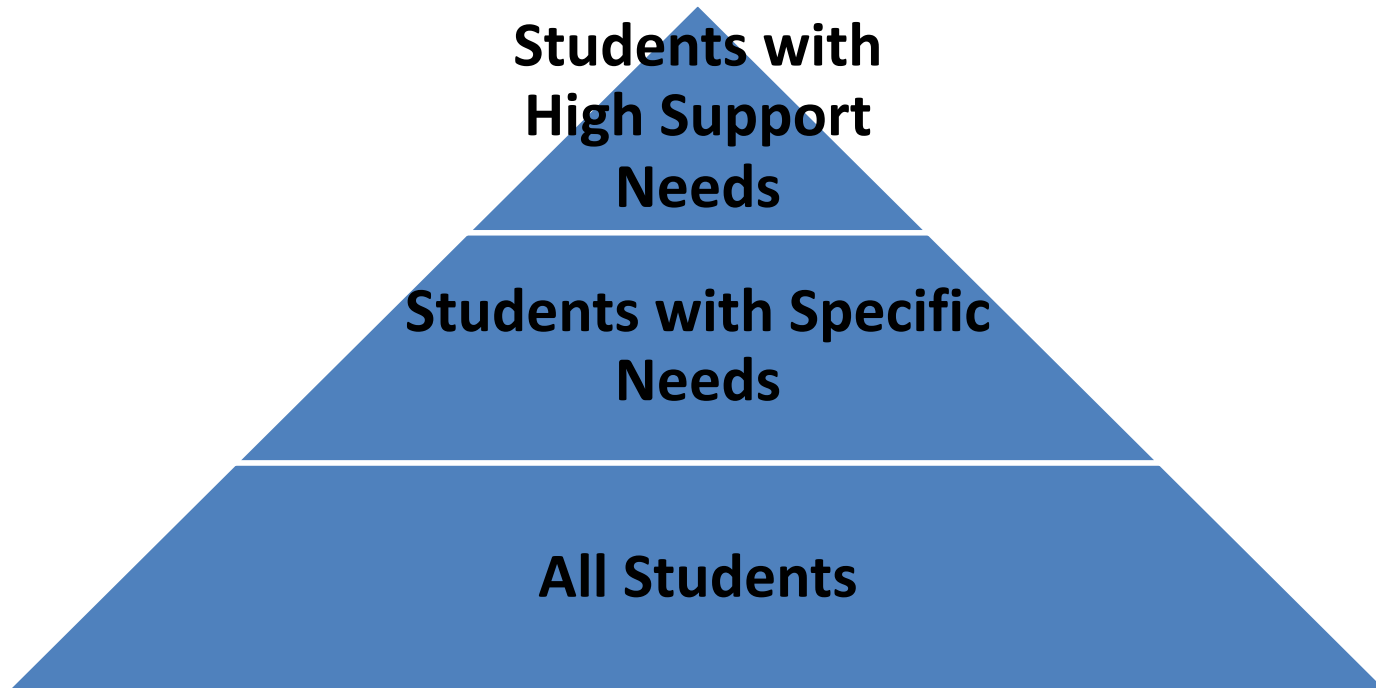 Students with
High Support
Needs
Students with Specific
Needs
All Students